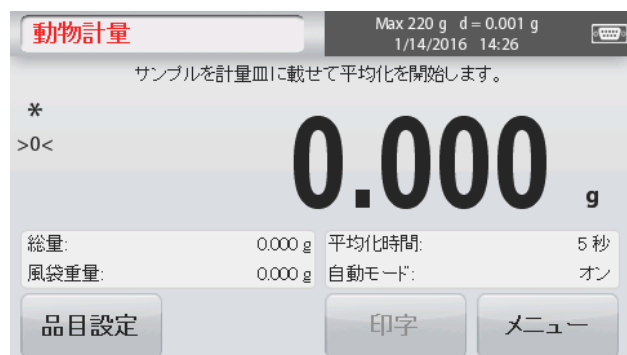 動物計量
Max 220 g d = 0.001 g
1/14/2016 14:26
サンプルを計量皿に載せて平均化を開始します。
*
>0<
0.000 g
総量: 0.000 g 平均化時間: 5 秒
風袋重量: 0.000 g 自動モード: オン
品目設定 印字 メニュー